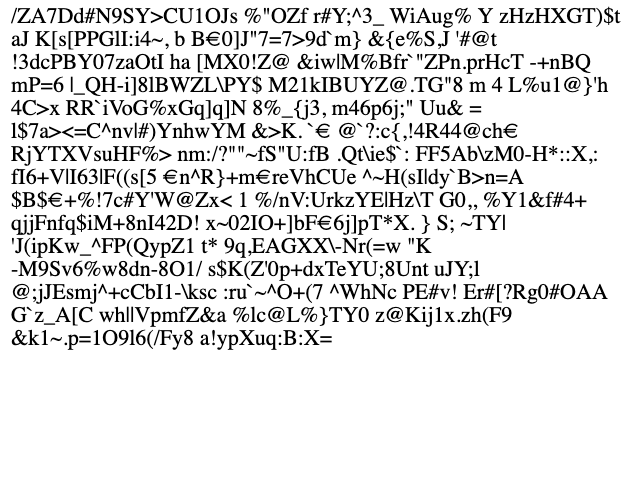 /ZA7Dd#N9SY>CU1OJs %"OZf r#Y;^3_ WiAug% Y zHzHXGT)$t
aJ K[s[PPGlI:i4~, b B€0]J"7=7>9d`m} &{e%S,J '#@t
!3dcPBY07zaOtI ha [MX0!Z@ &iw|M%Bfr`"ZPn.prHcT -+nBQ
mP=6 |_QH-i]8lBWZL\PY$ M21kIBUYZ@.TG"8 m 4 L%u1@}'h
4C>x RR`iVoG%xGq]q]N 8%_{j3, m46p6j;" Uu& =
l$7a><=C^nv|#)YnhwYM &>K. `€ @`?:c{,!4R44@ch€
RjYTXVsuHF%> nm:/?""~fS"U:fB .Qt\ie$`: FF5Ab\zM0-H*::X,:
fI6+V|I63|F((s[5 €n^R}+m€reVhCUe ^~H(sI|dy`B>n=A
$B$€+%!7c#Y'W@Zx< 1 %/nV:UrkzYE|Hz\T G0,, %Y1&f#4+
qjjFnfq$iM+8nI42D! x~02IO+]bF€6j]pT*X. } S; ~TY|
'J(ipKw_^FP(QypZ1 t* 9q,EAGXX\-Nr(=w "K
-M9Sv6%w8dn-8O1/ s$K(Z'0p+dxTeYU;8Unt uJY;l
@;jJEsmj^+cCbI1-\ksc :ru`~^O+(7 ^WhNc PE#v! Er#[?Rg0#OAA
G`z_A[C wh||VpmfZ&a %lc@L%}TY0 z@Kij1x.zh(F9
&k1~.p=1O9l6(/Fy8 a!ypXuq:B:X=